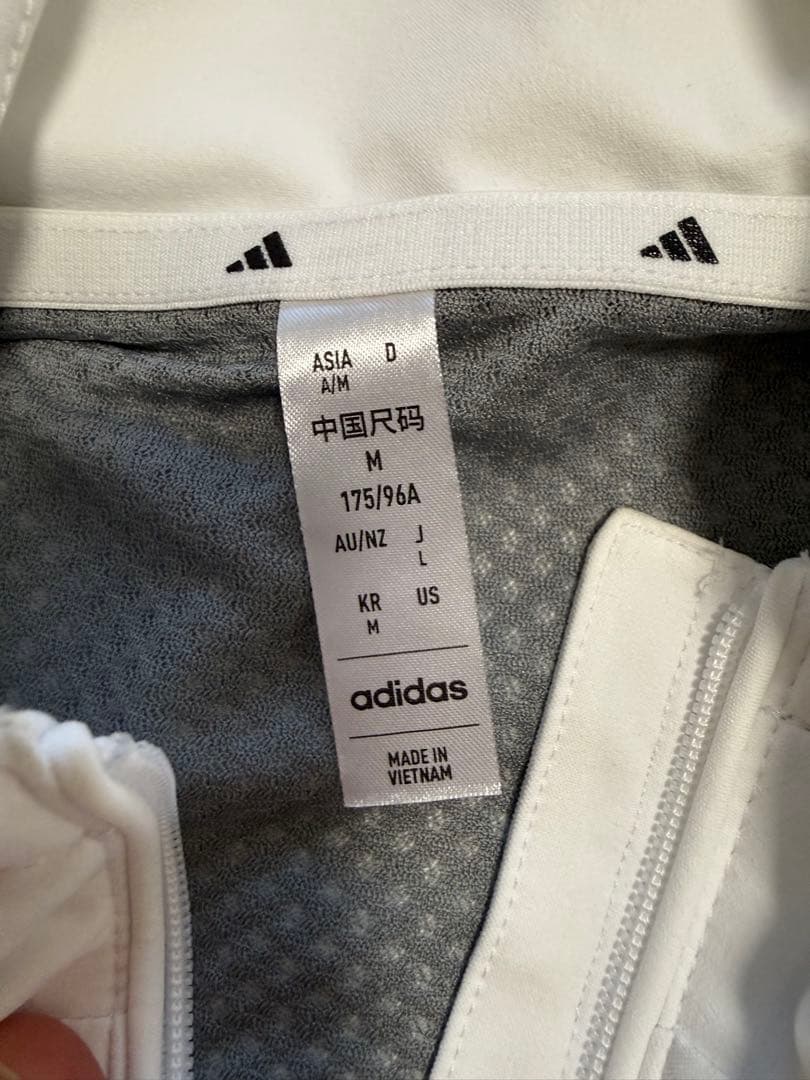 ASIA D
A/M
中国尺码
M
175/96A
AU/NZ J
L
KR US
M
adidas
MADE IN
VIETNAM